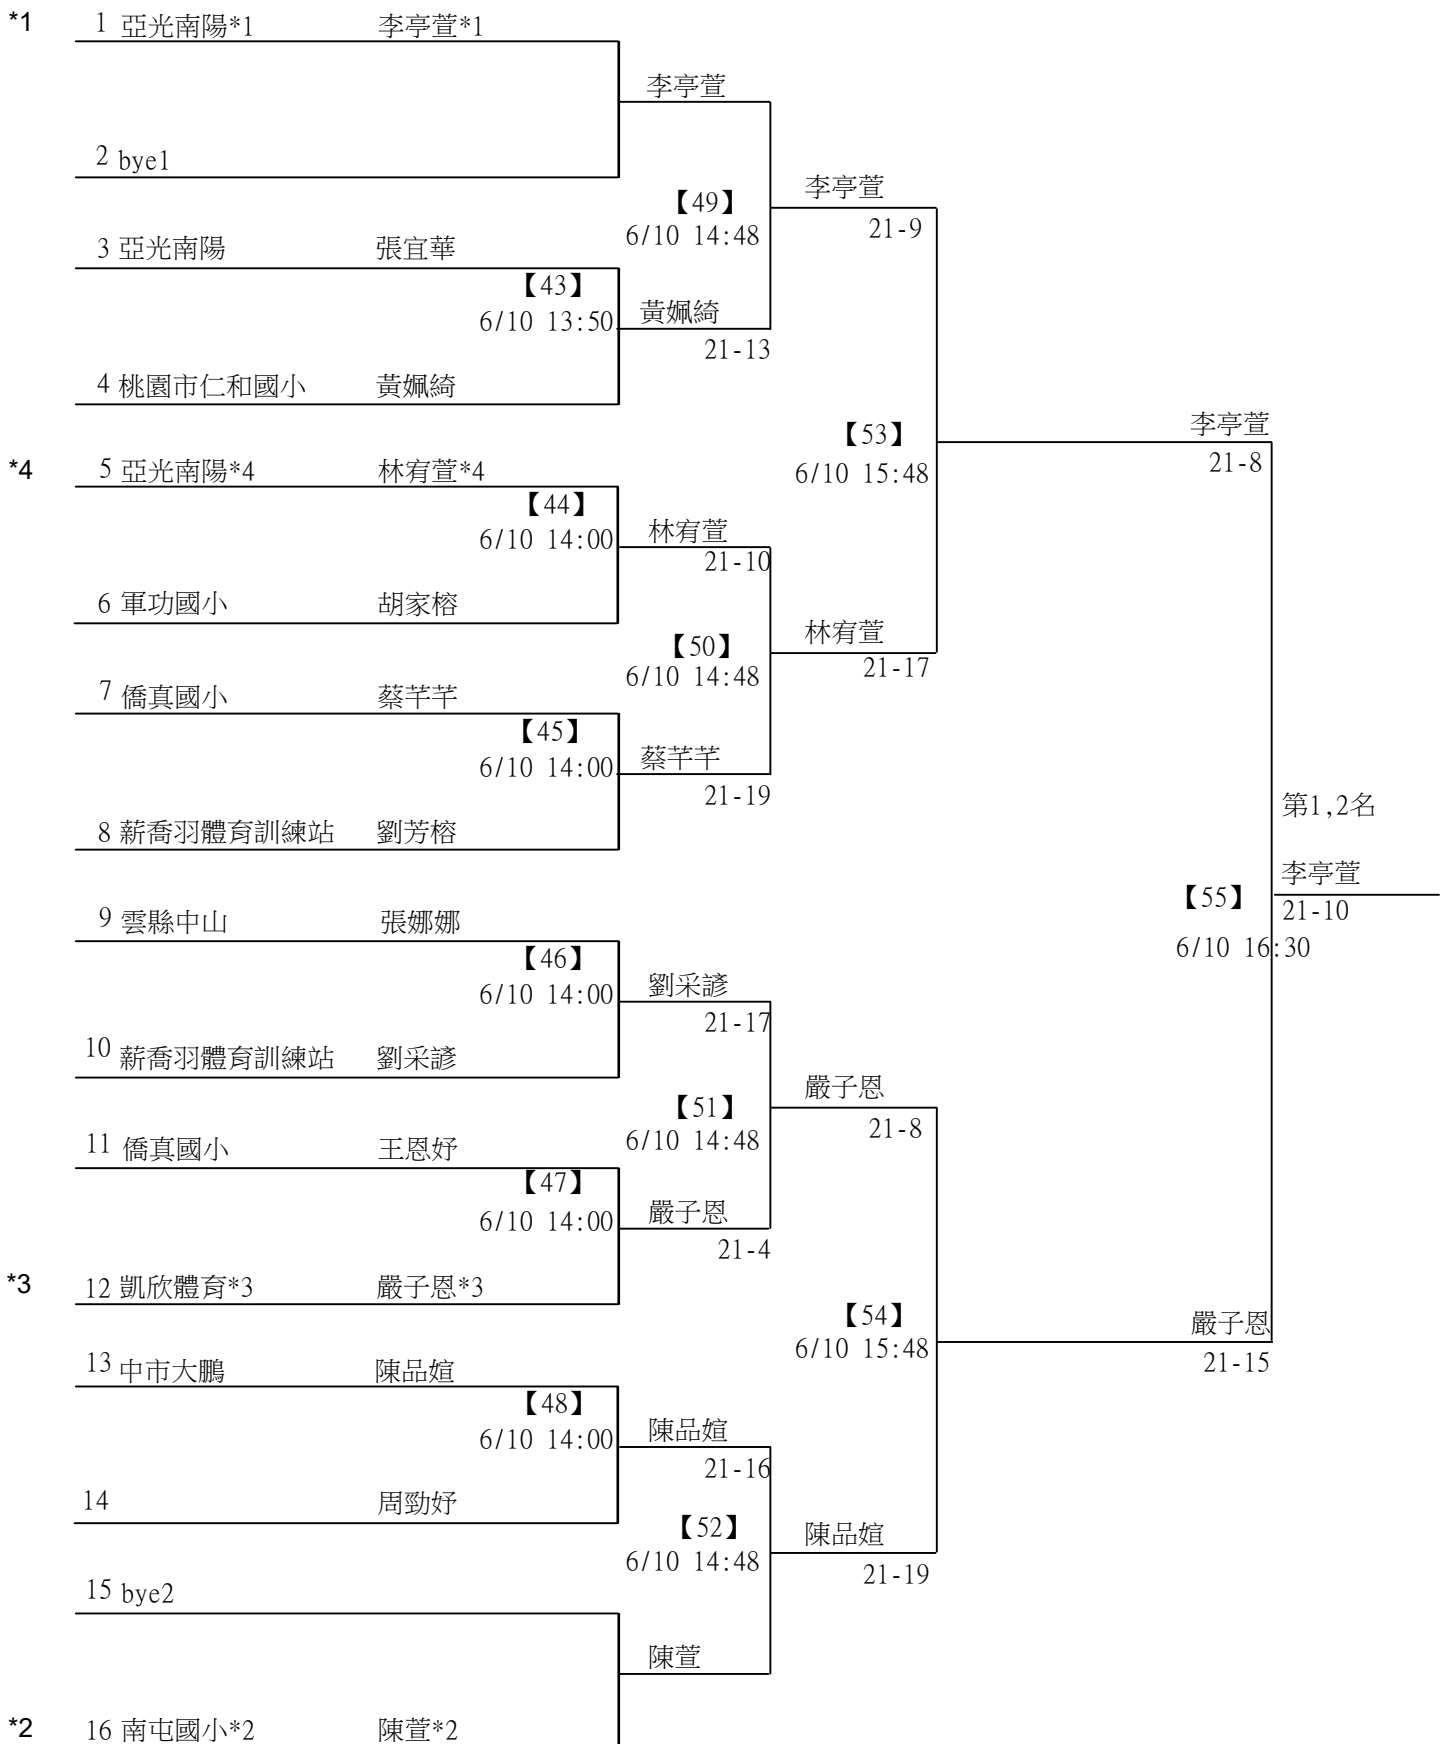 *1 1 亞光南陽*1 李亭萱*1
李亭萱
2 bye1
【49】 李亭萱
6/10 14:48 21-9
3 亞光南陽 張宜華
【43】
6/10 13:50 黃姵綺
21-13
4 桃園市仁和國小 黃姵綺
【53】 李亭萱
6/10 15:48 21-8
*4 5 亞光南陽*4 林宥萱*4
【44】
6/10 14:00 林宥萱
21-10
6 軍功國小 胡家榕
【50】 林宥萱
6/10 14:48 21-17
7 僑真國小 蔡芊芊
【45】
6/10 14:00 蔡芊芊
21-19
8 薪喬羽體育訓練站 劉芳榕
第1,2名
【55】 李亭萱
6/10 16:30 21-10
9 雲縣中山 張娜娜
【46】
6/10 14:00 劉采諺
21-17
10 薪喬羽體育訓練站 劉采諺
【51】 嚴子恩
6/10 14:48 21-8
11 僑真國小 王恩妤
【47】
6/10 14:00 嚴子恩
21-4
*3 12 凱欣體育*3 嚴子恩*3
【54】 嚴子恩
6/10 15:48 21-15
13 中市大鵬 陳品媗
【48】
6/10 14:00 陳品媗
21-16
14 周勁妤
【52】 陳品媗
6/10 14:48 21-19
15 bye2
陳萱
*2 16 南屯國小*2 陳萱*2